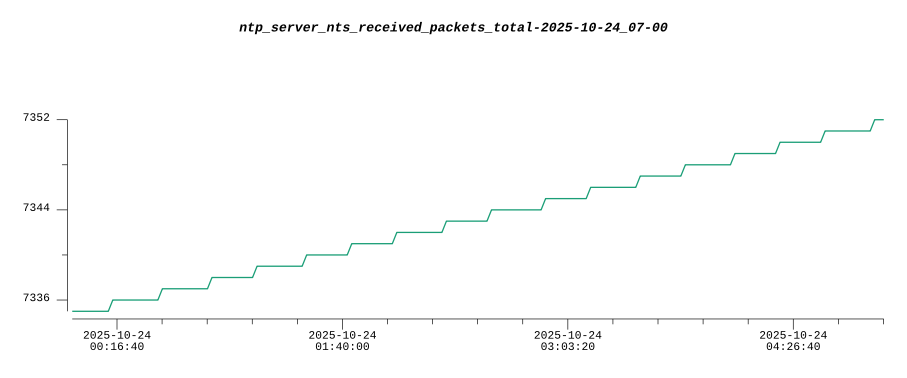 ntp_server_nts_received_packets_total-2025-10-24_07-00
7352
7344
7336
2025-10-24 2025-10-24 2025-10-24 2025-10-24
00:16:40 01:40:00 03:03:20 04:26:40